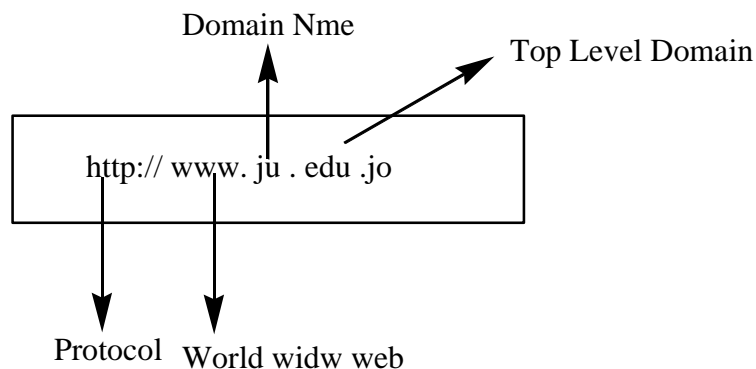 Domain Nme
Top Level Domain
http:// www. ju . edu .jo
Protocol
World widw web